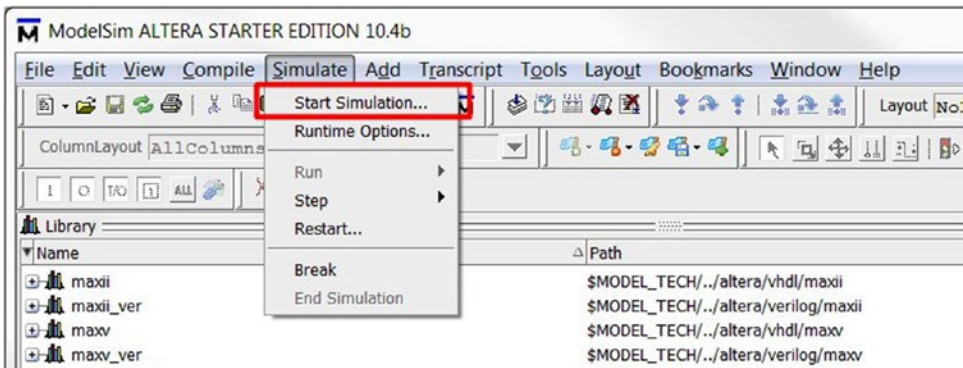 ModelSim ALTERA STARTER EDITION 10.4b
File Edit View Compile Simulate Add Transcript Tools Layout Bookmarks Window Help
Start Simulation...
Layout
Runtime Options...
ColumnLayout AllColumns
Run
ALL
Step
Restart...
Library
Name
Path
Break
maxii
$MODEL_TECH/../altera/vhdl/maxii
End Simulation
maxii_ver
$MODEL_TECH/../altera/verilog/maxii
maxv
$MODEL_TECH/../altera/vhdl/maxv
maxv_ver
$MODEL_TECH/../altera/verilog/maxv